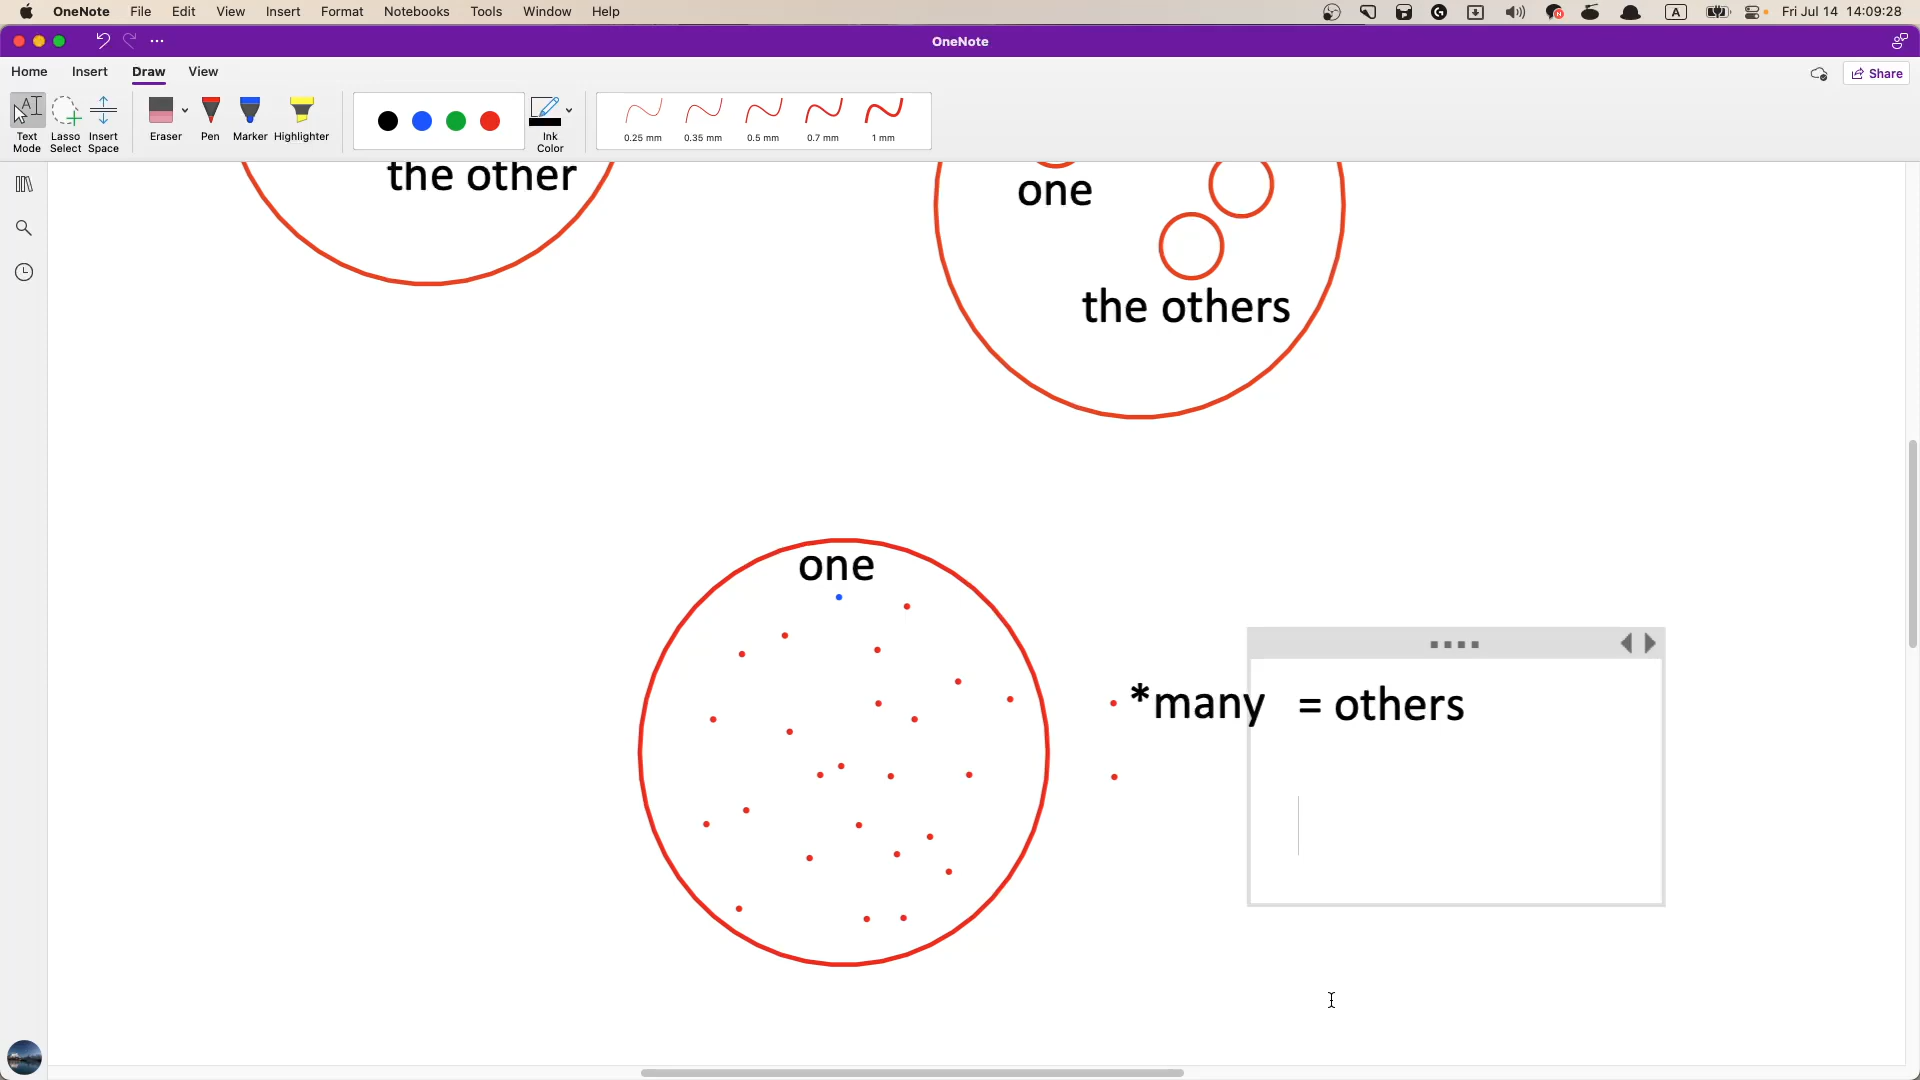 OneNote File Edit View Insert Format Notebooks Tools Window Help
A
Fri Jul 14 14:09:28
OneNote
Home Insert Draw View
Share
A
Text Mode
Lasso Select
Insert Space
Eraser
Pen
Marker
Highlighter
Ink Color
0.25 mm
0.35 mm
0.5 mm
0.7 mm
1 mm
the other
one
the others
one
*many = others